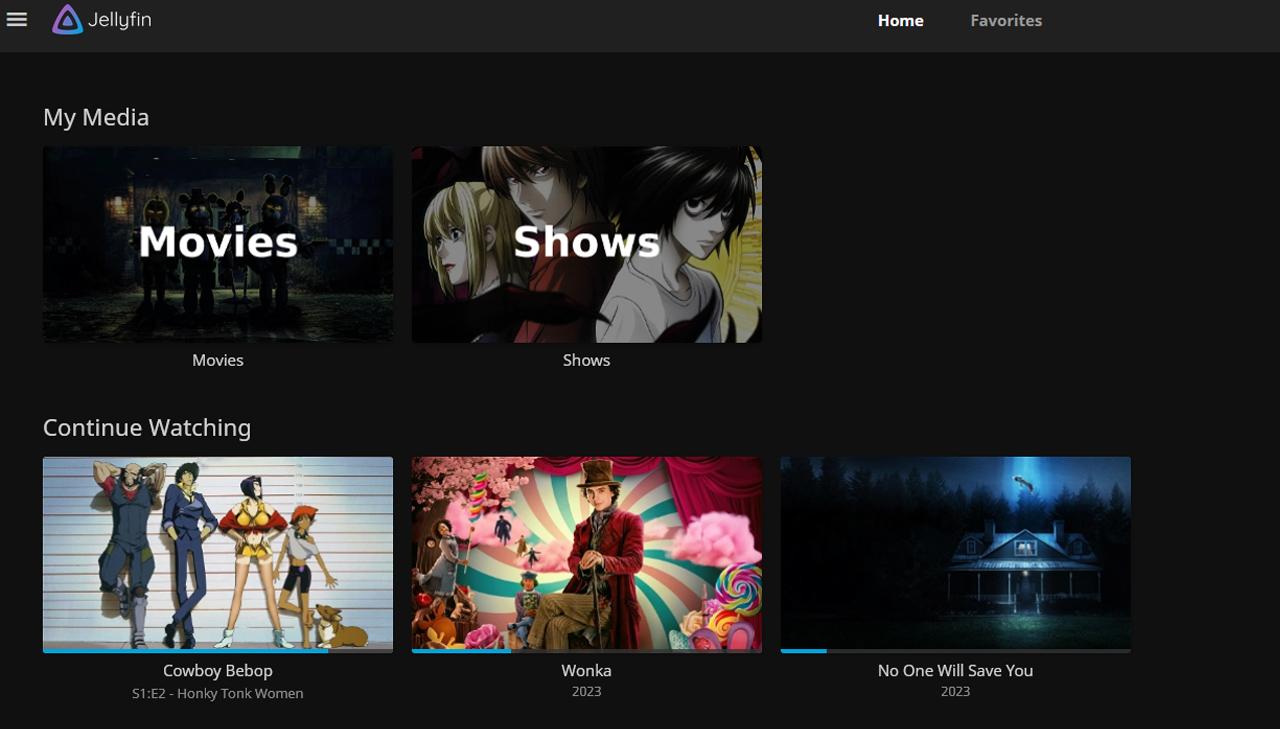 Jellyfin
Home
Favorites
My Media
Movies
Shows
Movies
Shows
Continue Watching
Cowboy Bebop
S1:E2 - Honky Tonk Women
Wonka
2023
No One Will Save You
2023